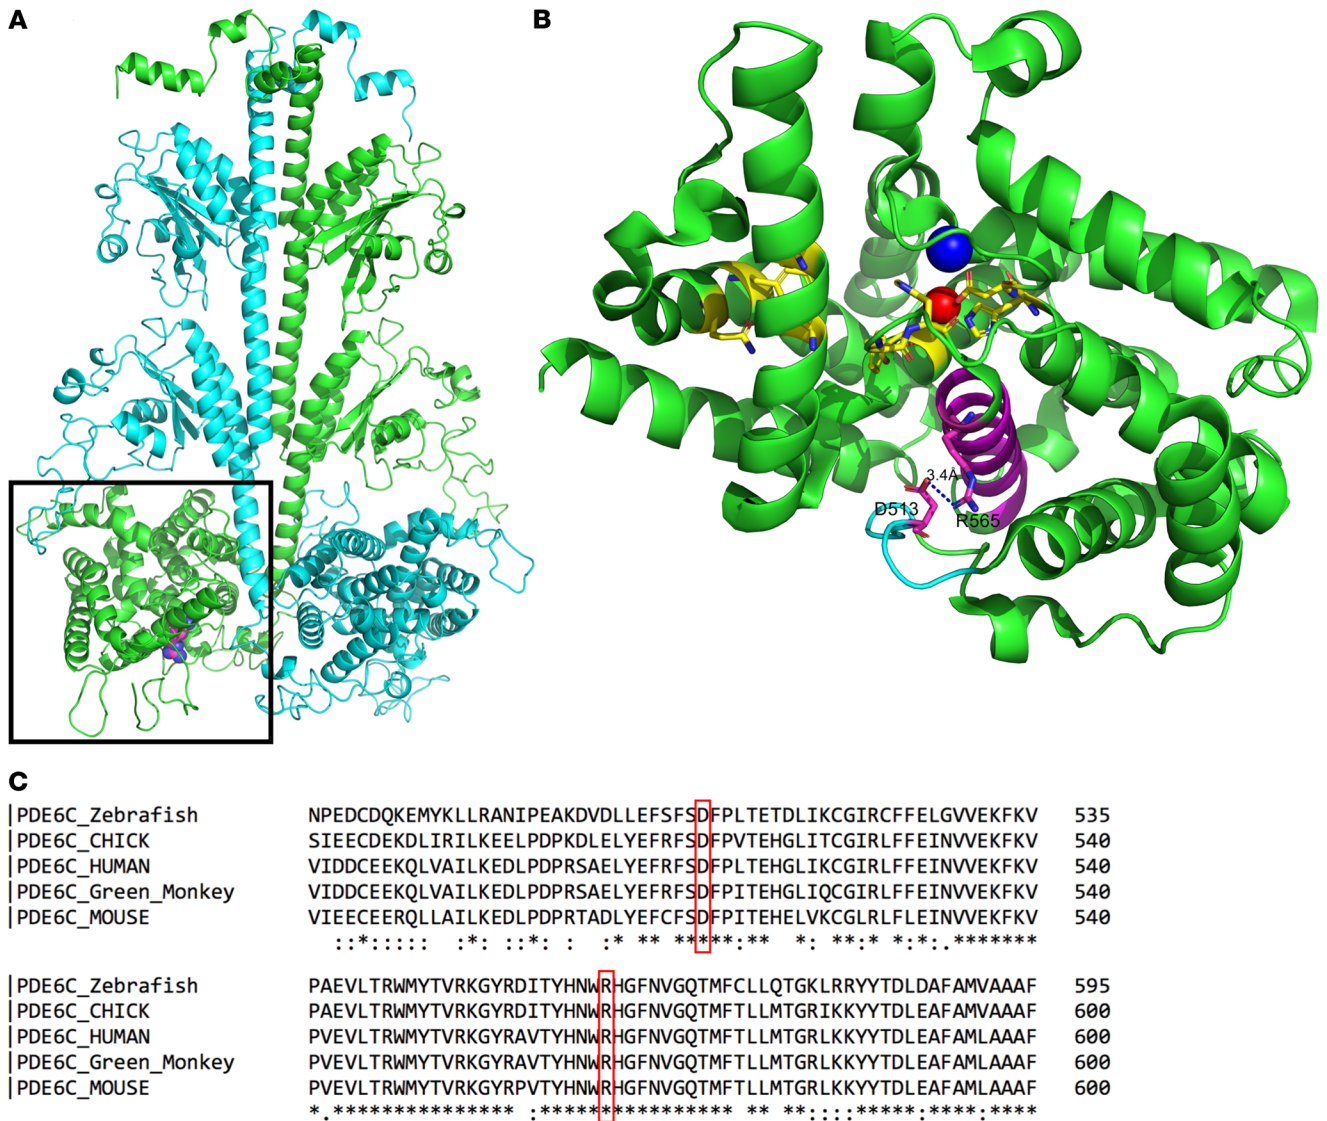 A
B
3.4Å
D513
R565
C
|PDE6C_Zebrafish NPEDCDQKEMYKLLRANIPEAKDVDLLEFSFSDFPLTETDLIKCGIRCFFELGVVEKFKV 535
|PDE6C_CHICK SIEECDEKDLIRILKEELPDPKDLELYEFRFSDFPVTEHGLITCGIRLFFEINVVEKFKV 540
|PDE6C_HUMAN VIDDCEEKQLVAILKEDLPDPRSAELYEFRFSDFPLTEHGLIKCGIRLFFEINVVEKFKV 540
|PDE6C_Green_Monkey VIDDCEEKQLVAILKEDLPDPRSAELYEFRFSDFPITEHGLIQCGIRLFFEINVVEKFKV 540
|PDE6C_MOUSE VIEECEERQLLAILKEDLPDPRTADLYEFCFSDFPITEHELVKCGLRLFLEINVVEKFKV 540
::*::::: :*: ::*: : :* ** *****:** *: **:* *:*:.*******
|PDE6C_Zebrafish PAEVLTRWMYTVRKGYRDITYHNWRHGFNVGQTMFCLLQTGKLRRYYTDLDAFAMVAAAF 595
|PDE6C_CHICK PAEVLTRWMYTVRKGYRDITYHNWRHGFNVGQTMFTLLMTGRIKKYYTDLEAFAMVAAAF 600
|PDE6C_HUMAN PVEVLTRWMYTVRKGYRAVTYHNWRHGFNVGQTMFTLLMTGRLKKYYTDLEAFAMLAAAF 600
|PDE6C_Green_Monkey PVEVLTRWMYTVRKGYRAVTYHNWRHGFNVGQTMFTLLMTGRLKKYYTDLEAFAMLAAAF 600
|PDE6C_MOUSE PVEVLTRWMYTVRKGYRPVTYHNWRHGFNVGQTMFTLLMTGRLKKYYTDLEAFAMLAAAF 600
*.*************** :**************** ** **::::*****:****:****